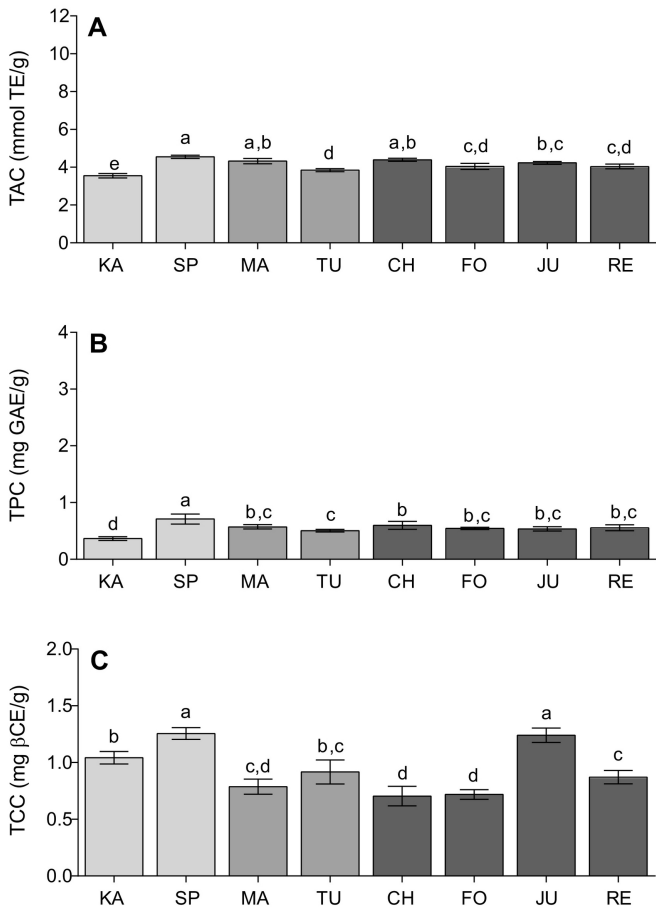 A
TAC (mmol TE/g)
12
10
8
6
4
2
0
e
a
a,b
d
a,b
c,d
b,c
c,d
KA SP MA TU CH FO JU RE
B
TPC (mg GAE/g)
4
3
2
1
0
d
a
b,c
c
b
b,c
b,c
b,c
KA SP MA TU CH FO JU RE
C
TCC (mg βCE/g)
2.0
1.5
1.0
0.5
0.0
b
a
c,d
b,c
d
d
a
c
KA SP MA TU CH FO JU RE